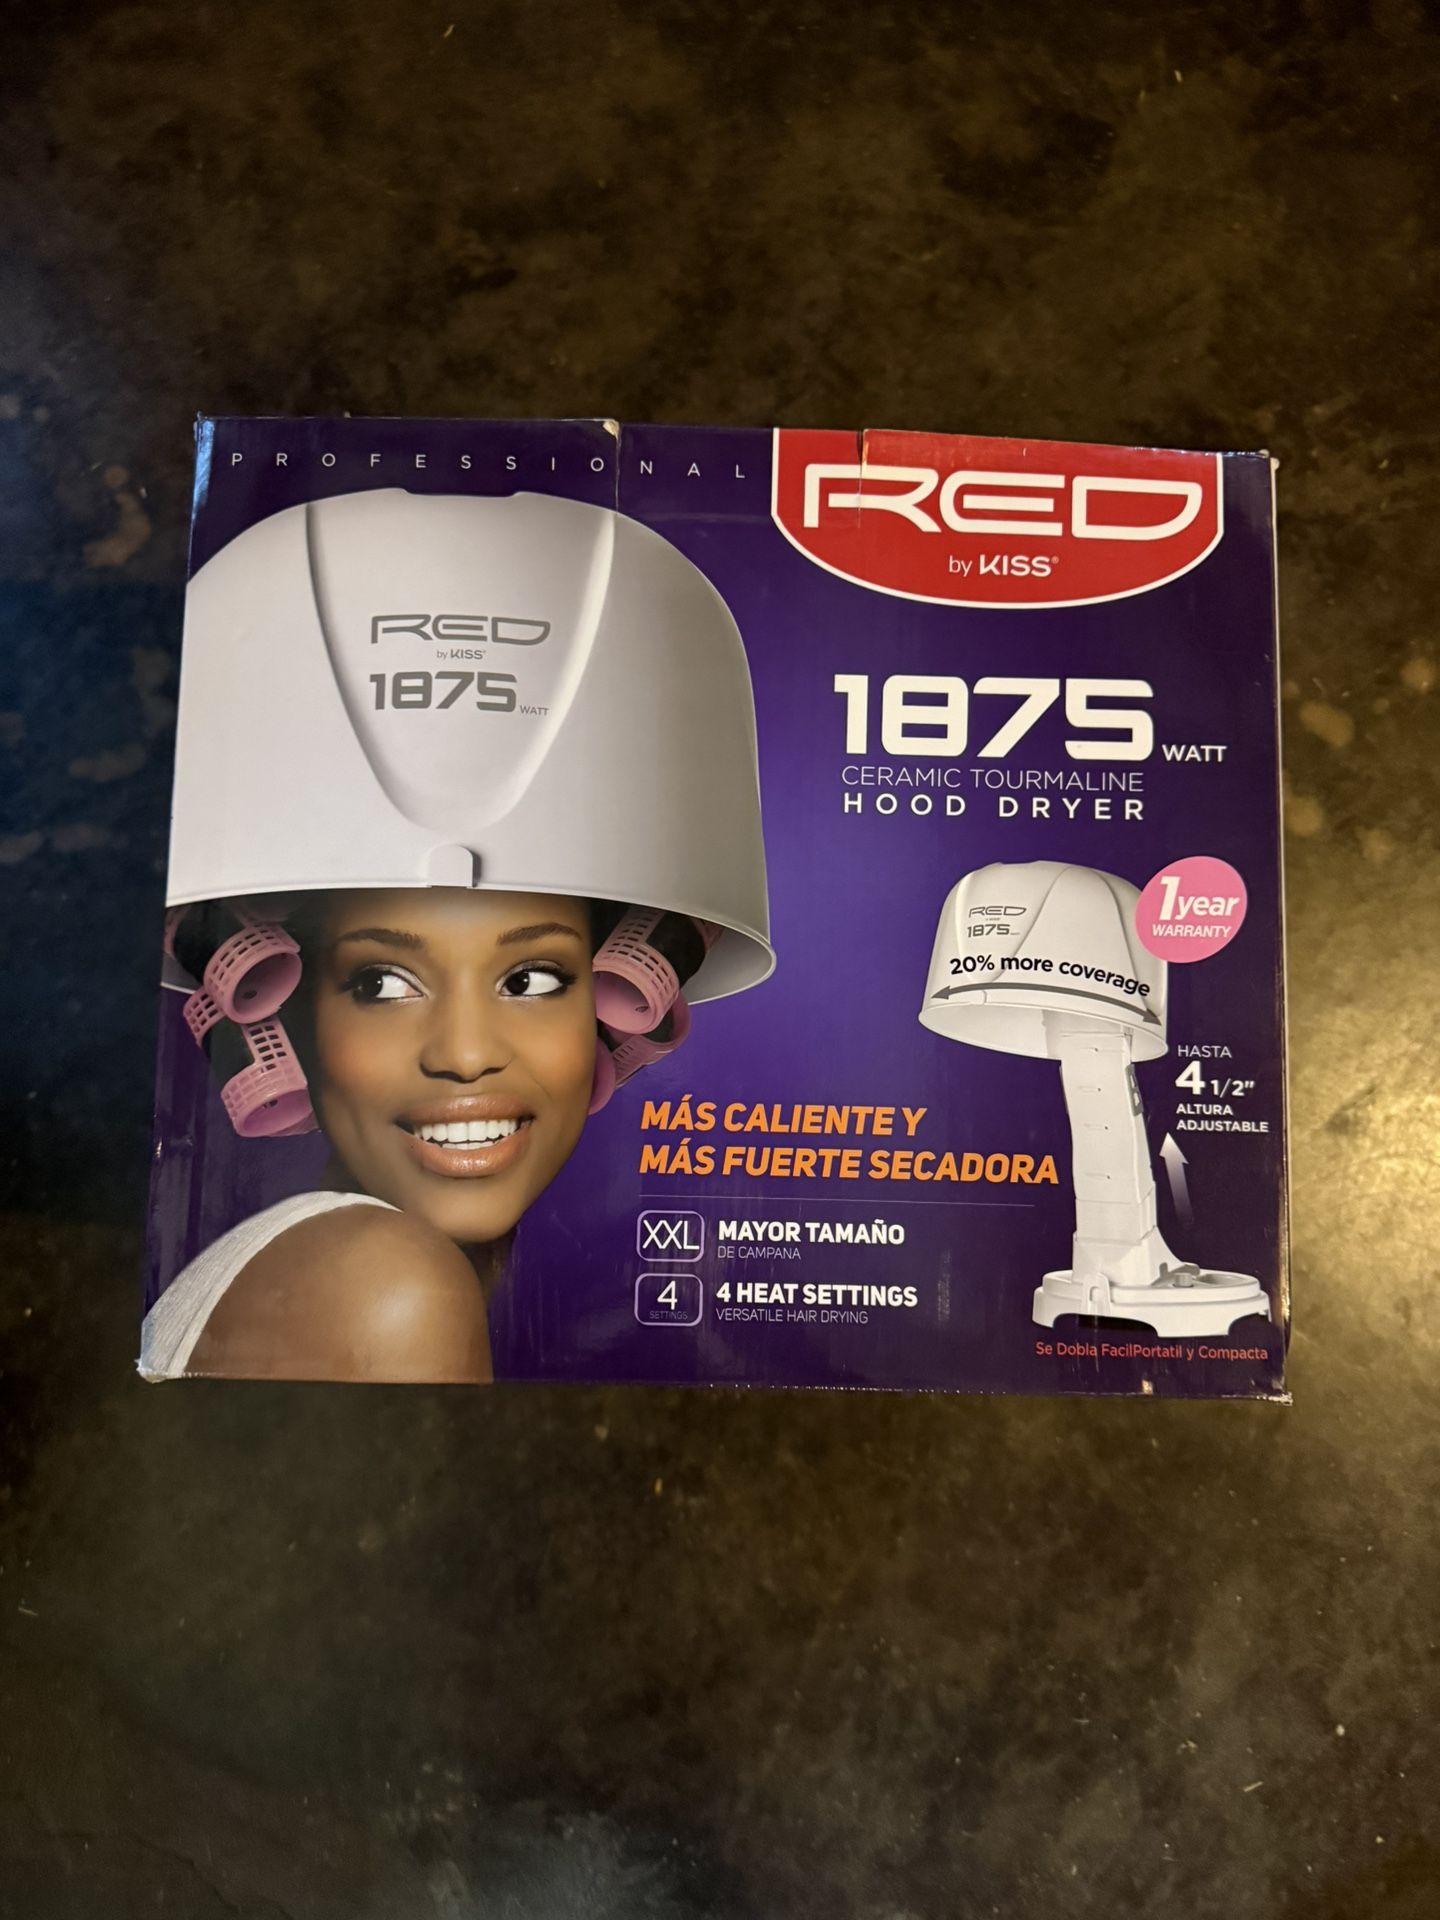 PROFESSIONAL
RED
by KISS®
RED
by KISS®
1875 WATT
1875 WATT
CERAMIC TOURMALINE
HOOD DRYER
1 year
WARRANTY
RED
1875
20% more coverage
HASTA
4 1/2"
ALTURA
ADJUSTABLE
MÁS CALIENTE Y
MÁS FUERTE SECADORA
XXL
MAYOR TAMAÑO
DE CAMPANA
4
SETTINGS
4 HEAT SETTINGS
VERSATILE HAIR DRYING
Se Dobla FacilPortatil y Compacta